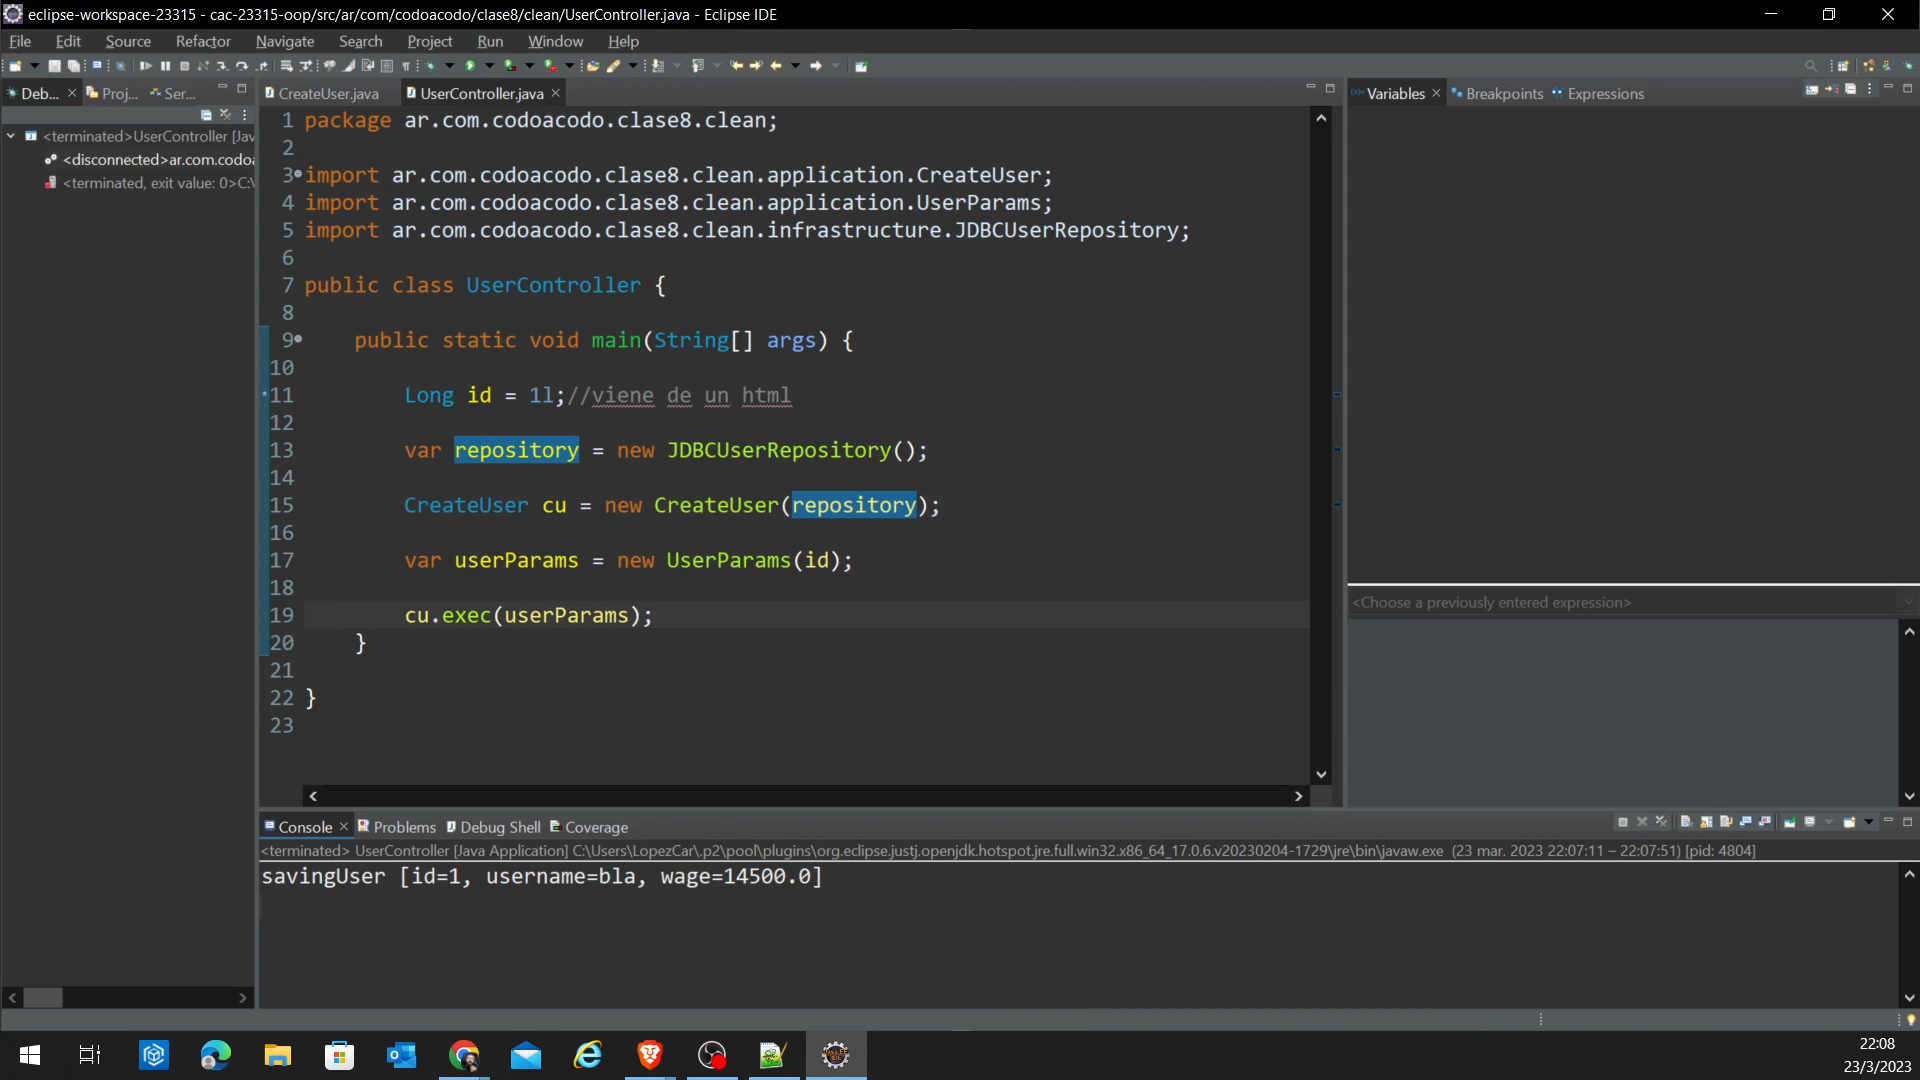 eclipse-workspace-23315 - cac-23315-oop/src/ar/com/codoacodo/clase8/clean/UserController.java - Eclipse IDE
File Edit Source Refactor Navigate Search Project Run Window Help
Deb... Proj... Ser...
<terminated>UserController [Jav
<disconnected>ar.com.codoa
<terminated, exit value: 0>C:\
CreateUser.java UserController.java
1 package ar.com.codoacodo.clase8.clean;
2
3 import ar.com.codoacodo.clase8.clean.application.CreateUser;
4 import ar.com.codoacodo.clase8.clean.application.UserParams;
5 import ar.com.codoacodo.clase8.clean.infrastructure.JDBCUserRepository;
6
7 public class UserController {
8
9 public static void main(String[] args) {
10
11 Long id = 1l;//viene de un html
12
13 var repository = new JDBCUserRepository();
14
15 CreateUser cu = new CreateUser(repository);
16
17 var userParams = new UserParams(id);
18
19 cu.exec(userParams);
20 }
21
22 }
23
Variables Breakpoints Expressions
<Choose a previously entered expression>
Console Problems Debug Shell Coverage
<terminated> UserController [Java Application] C:\Users\LopezCar\.p2\pool\plugins\org.eclipse.justj.openjdk.hotspot.jre.full.win32.x86_64_17.0.6.v20230204-1729\jre\bin\javaw.exe (23 mar. 2023 22:07:11 – 22:07:51) [pid: 4804]
savingUser [id=1, username=bla, wage=14500.0]
22:08
23/3/2023